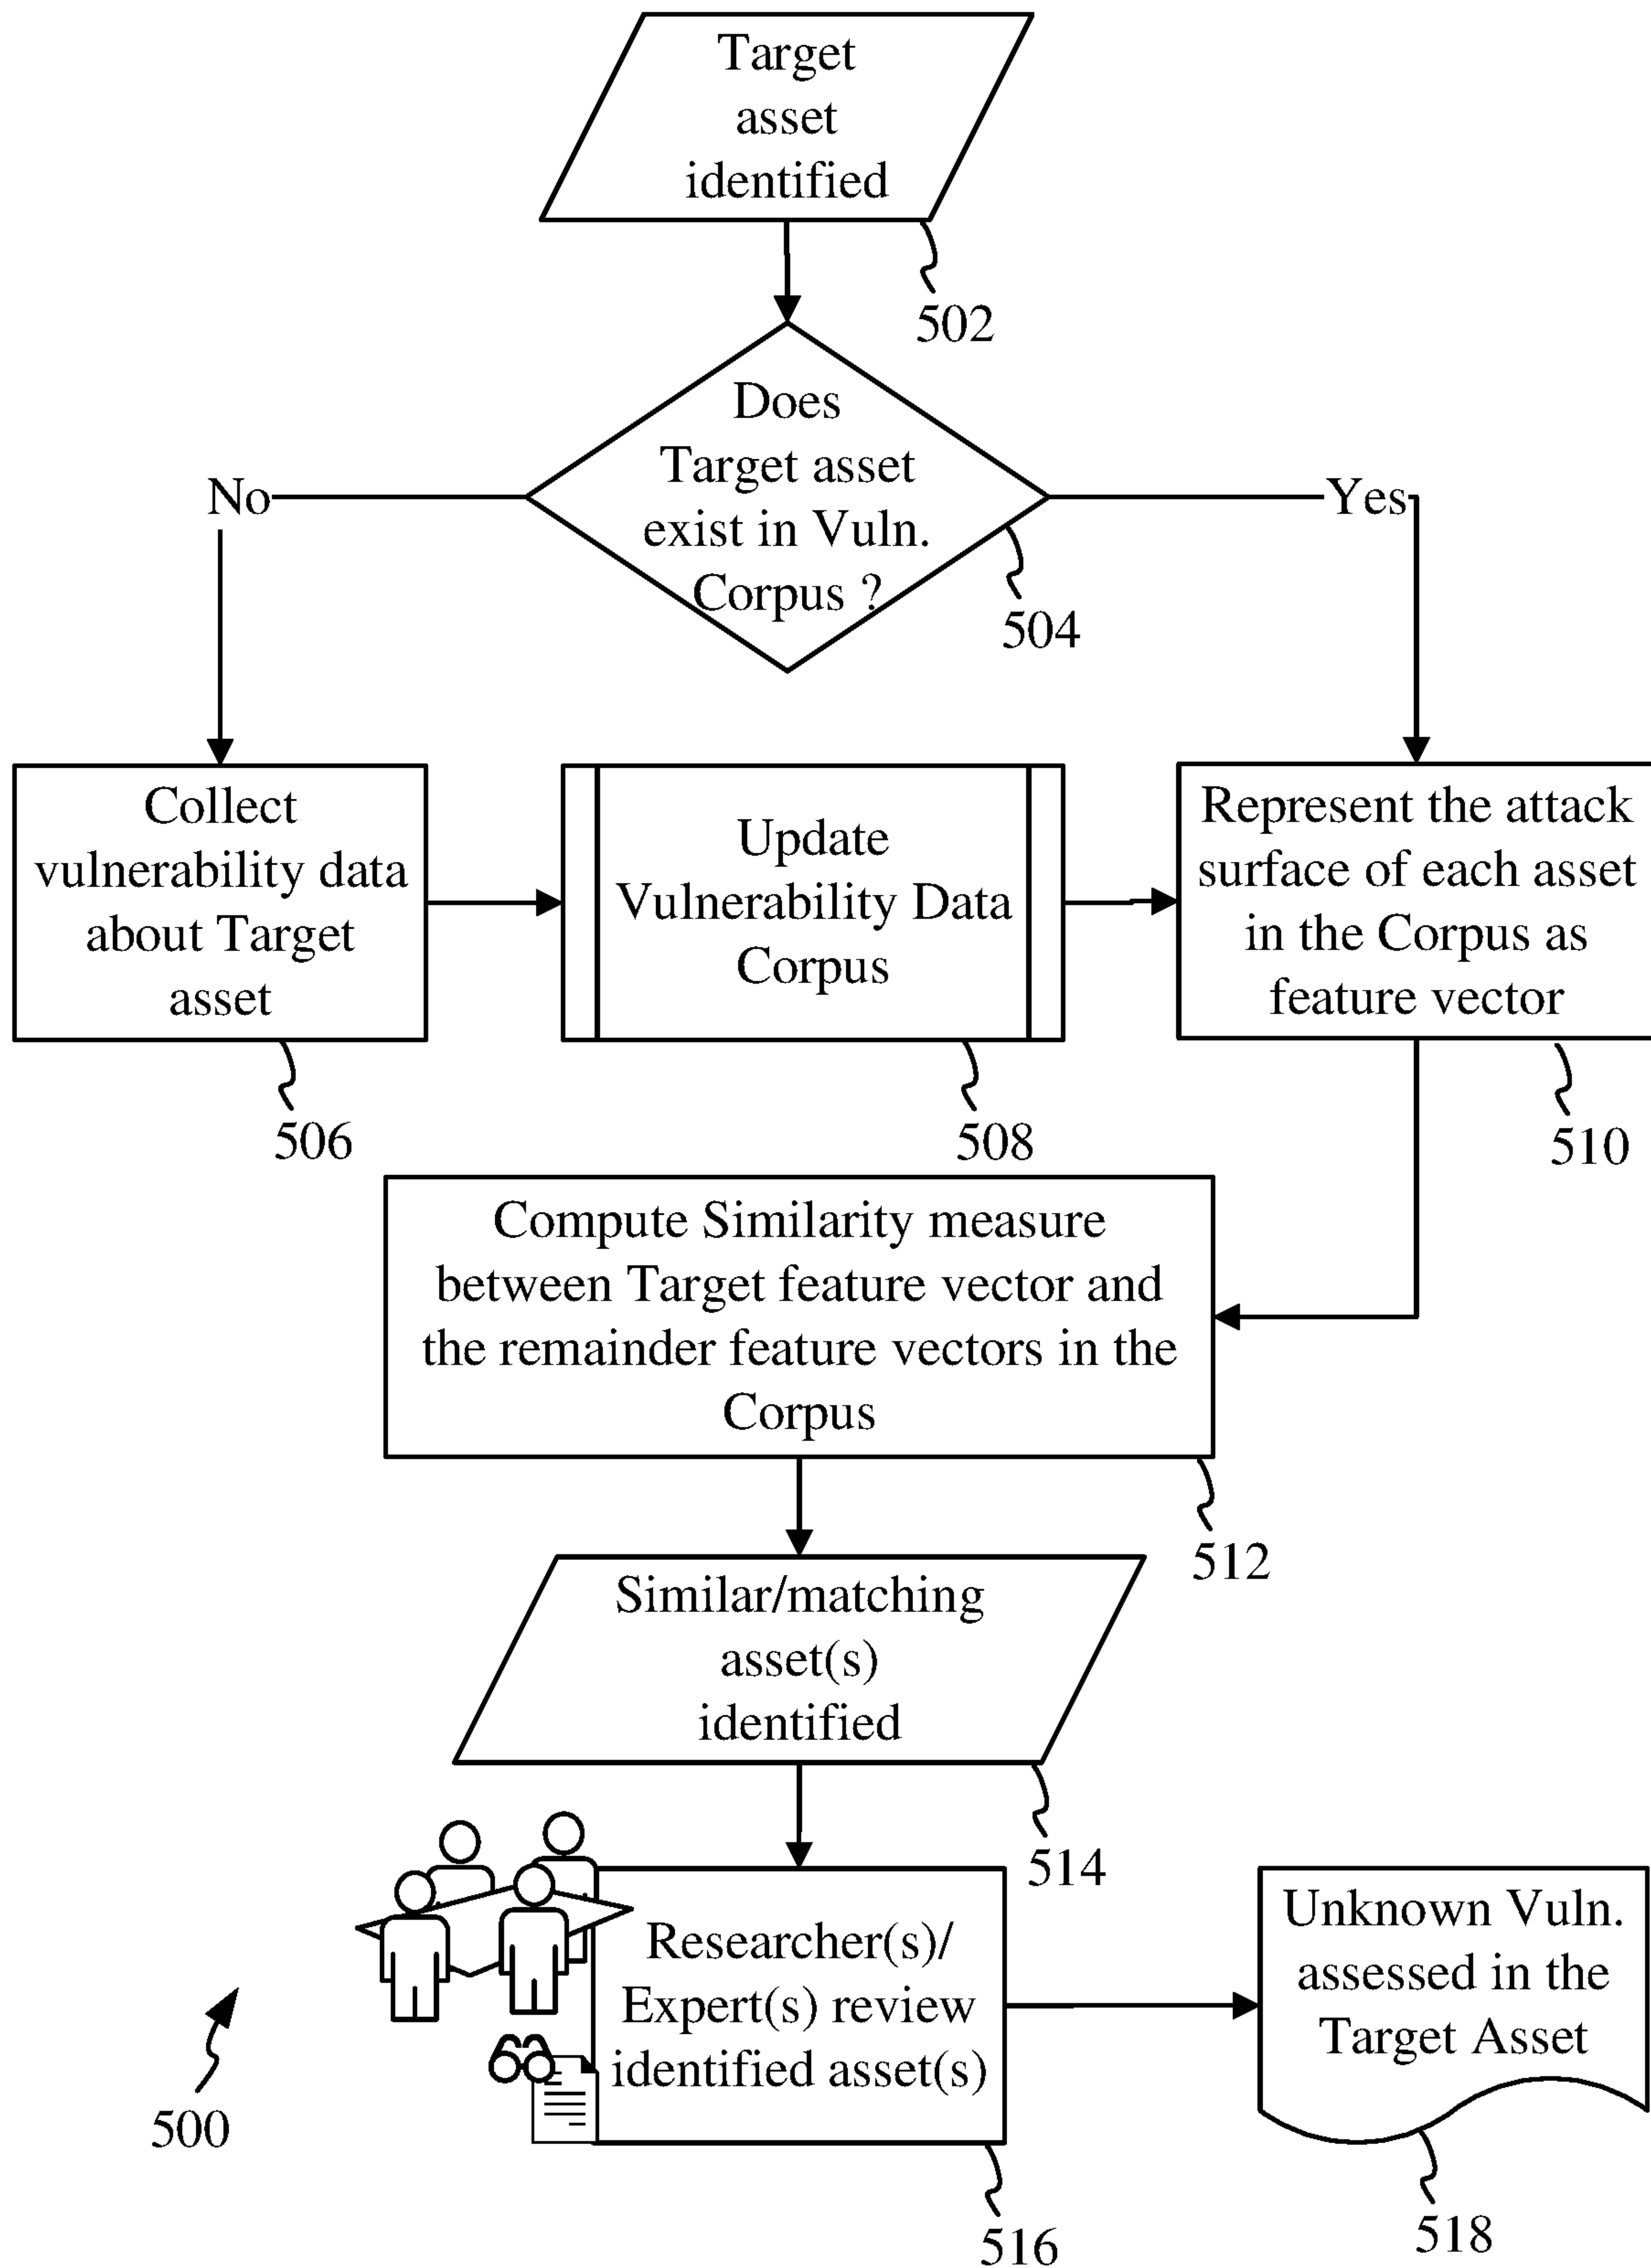 Target
asset
identified
502
Does
Target asset
exist in Vuln.
Corpus ?
504
No
Yes
Collect
vulnerability data
about Target
asset
506
Update
Vulnerability Data
Corpus
508
Represent the attack
surface of each asset
in the Corpus as
feature vector
510
Compute Similarity measure
between Target feature vector and
the remainder feature vectors in the
Corpus
512
Similar/matching
asset(s)
identified
514
Researcher(s)/
Expert(s) review
identified asset(s)
516
Unknown Vuln.
assessed in the
Target Asset
518
500